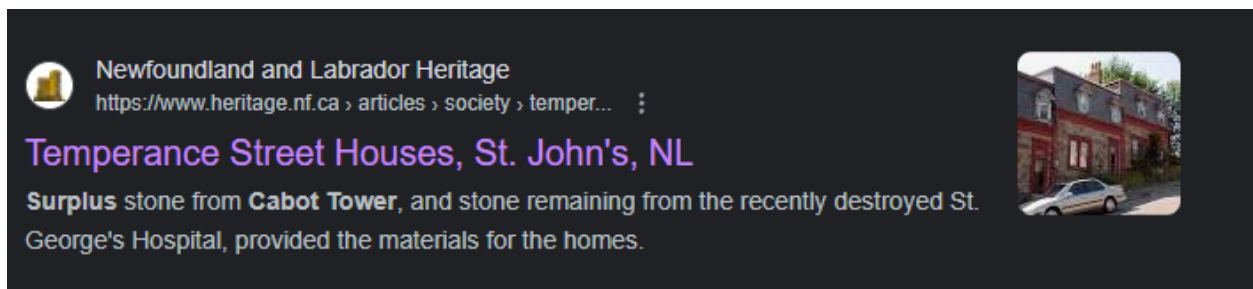 Newfoundland and Labrador Heritage
https://www.heritage.nf.ca › articles › society › temper...
Temperance Street Houses, St. John's, NL
Surplus stone from Cabot Tower, and stone remaining from the recently destroyed St.
George's Hospital, provided the materials for the homes.